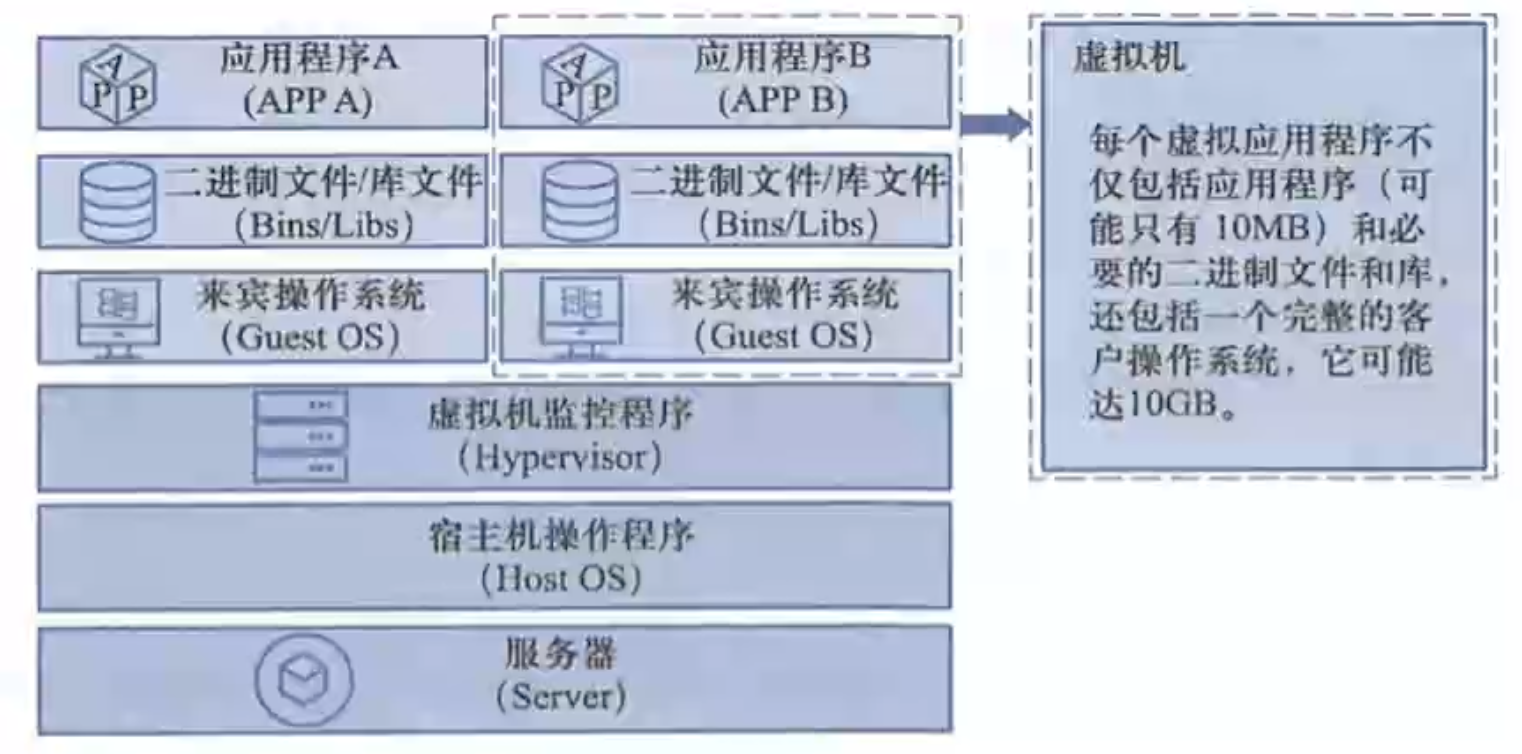 应用程序A
(APP A)
应用程序B
(APP B)
二进制文件/库文件
(Bins/Libs)
二进制文件/库文件
(Bins/Libs)
来宾操作系统
(Guest OS)
来宾操作系统
(Guest OS)
虚拟机监控程序
(Hypervisor)
宿主机操作程序
(Host OS)
服务器
(Server)
虚拟机
每个虚拟应用程序不
仅包括应用程序（可
能只有 10MB）和必
要的二进制文件和库，
还包括一个完整的客
户操作系统，它可能
达10GB。
A
P P
A
P P